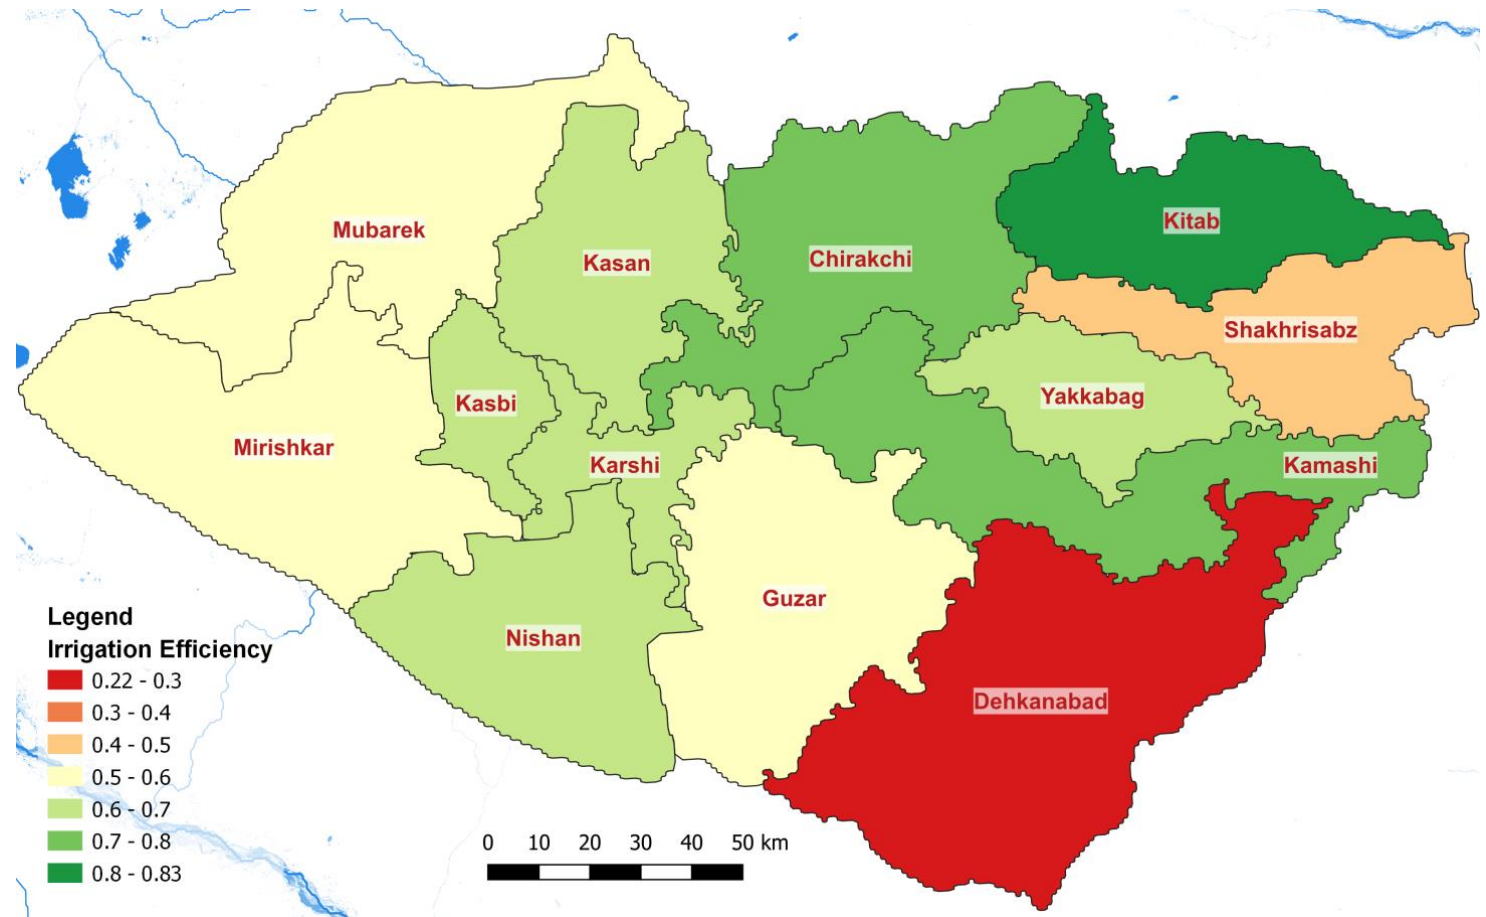 Mubarek
Kasan
Chirakchi
Kitab
Shakhrisabz
Kasbi
Yakkabag
Mirishkar
Karshi
Kamashi
Guzar
Nishan
Dehkanabad
Legend
Irrigation Efficiency
0.22 - 0.3
0.3 - 0.4
0.4 - 0.5
0.5 - 0.6
0.6 - 0.7
0.7 - 0.8
0.8 - 0.83
0 10 20 30 40 50 km